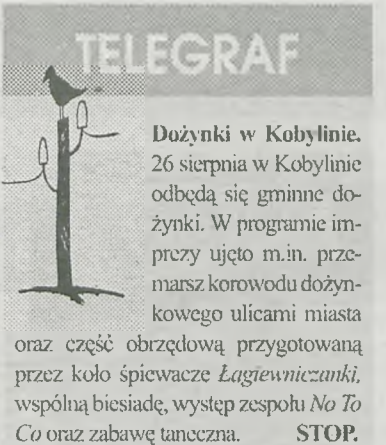 TELEGRAF
Dożynki w Kobylinie.
26 sierpnia w Kobylinie
odbędą się gminne do-
żynki. W programie im-
prezy ujęto m.in. prze-
marsz korowodu dożyn-
kowego ulicami miasta
oraz część obrzędową przygotowaną
przez koło śpiewacze Łagiewniczanki,
wspólną biesiadę, występ zespołu No To
Co oraz zabawę taneczną. STOP.